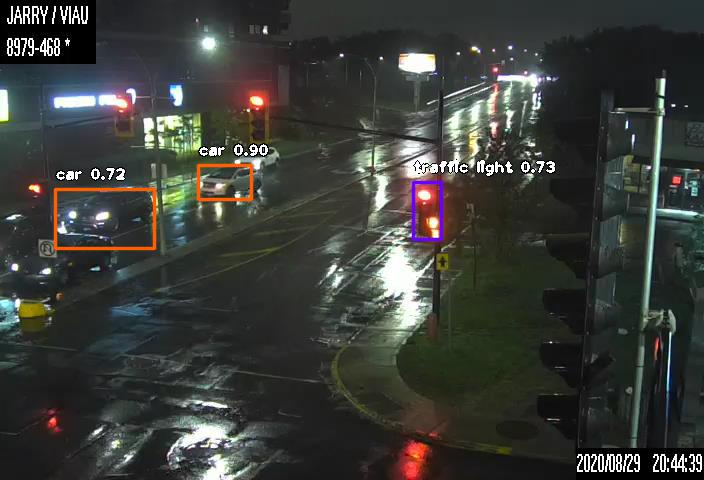 JARRY / VIAU
8979-468 *
car 0.90
car 0.72
traffic light 0.73
2020/08/29 20:44:39